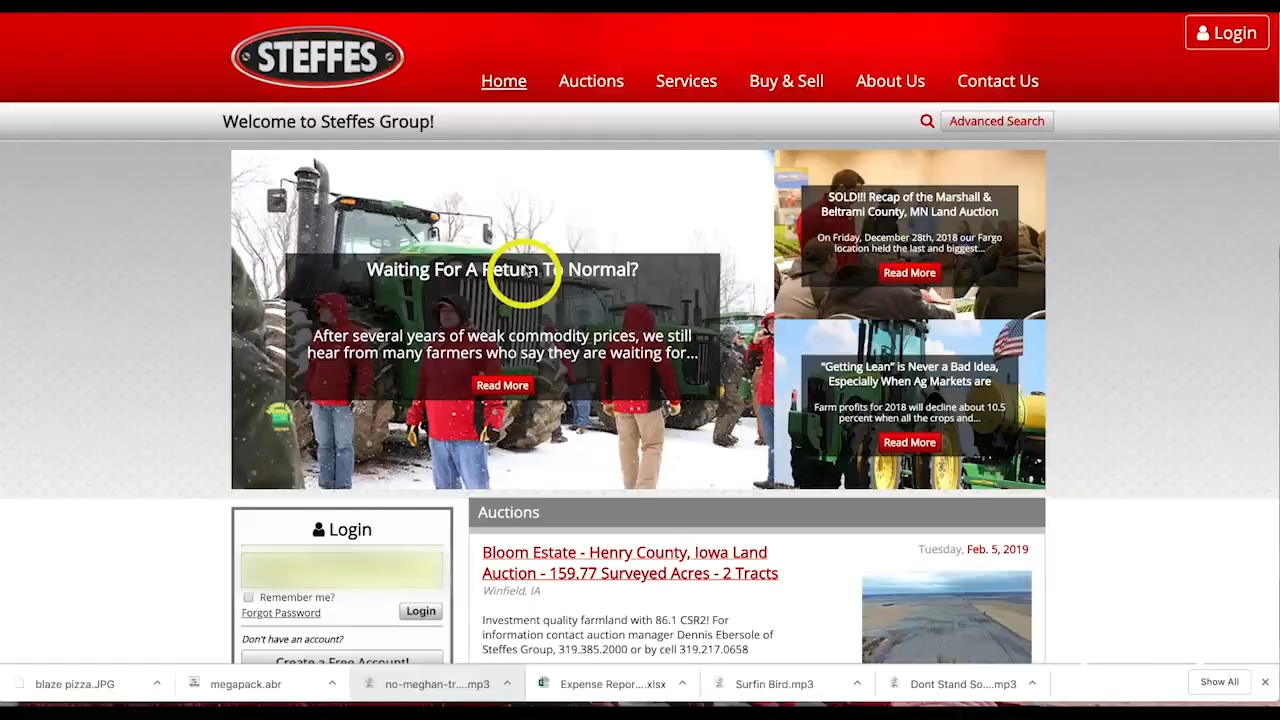 Login
STEFFES
Home Auctions Services Buy & Sell About Us Contact Us
Welcome to Steffes Group!
Advanced Search
Waiting For A Return To Normal?
After several years of weak commodity prices, we still
hear from many farmers who say they are waiting for...
Read More
SOLD!!! Recap of the Marshall &
Beltrami County, MN Land Auction
On Friday, December 28th, 2018 our Fargo
location held the last and biggest...
Read More
“Getting Lean” is Never a Bad Idea,
Especially When Ag Markets are
Farm profits for 2018 will decline about 10.5
percent when all the crops and...
Read More
Login
Remember me?
Forgot Password
Login
Don't have an account?
Create a Free Account!
Auctions
Bloom Estate - Henry County, Iowa Land
Auction - 159.77 Surveyed Acres - 2 Tracts
Winfield, IA
Tuesday, Feb. 5, 2019
Investment quality farmland with 86.1 CSR2! For
information contact auction manager Dennis Ebersole of
Steffes Group, 319.385.2000 or by cell 319.217.0658
blaze pizza.JPG
megapack.abr
no-meghan-tr....mp3
Expense Repor....xlsx
Surfin Bird.mp3
Dont Stand So....mp3
Show All